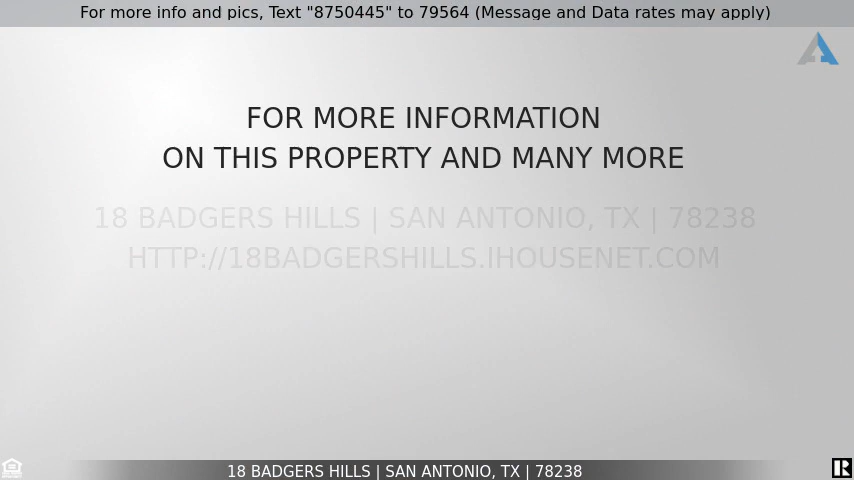 For more info and pics, Text "8750445" to 79564 (Message and Data rates may apply)
FOR MORE INFORMATION
ON THIS PROPERTY AND MANY MORE
18 BADGERS HILLS | SAN ANTONIO, TX | 78238
HTTP://18BADGERSHILLS.IHOUSENET.COM
18 BADGERS HILLS | SAN ANTONIO, TX | 78238